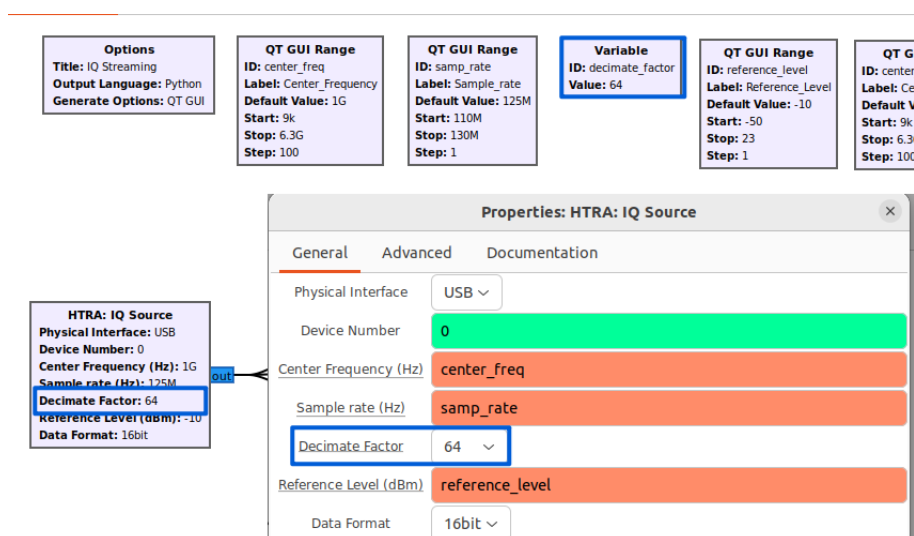 Options
Title: IQ Streaming
Output Language: Python
Generate Options: QT GUI
QT GUI Range
ID: center_freq
Label: Center_Frequency
Default Value: 1G
Start: 9k
Stop: 6.3G
Step: 100
QT GUI Range
ID: samp_rate
Label: Sample_rate
Default Value: 125M
Start: 110M
Stop: 130M
Step: 1
Variable
ID: decimate_factor
Value: 64
QT GUI Range
ID: reference_level
Label: Reference_Level
Default Value: -10
Start: -50
Stop: 23
Step: 1
QT G
ID: center
Label: Ce
Default V
Start: 9k
Stop: 6.3
Step: 100
HTRA: IQ Source
Physical Interface: USB
Device Number: 0
Center Frequency (Hz): 1G
Sample rate (Hz): 125M
Decimate Factor: 64
Reference Level (dBm): -10
Data Format: 16bit
out
Properties: HTRA: IQ Source
General Advanced Documentation
Physical Interface USB
Device Number 0
Center Frequency (Hz) center_freq
Sample rate (Hz) samp_rate
Decimate Factor 64
Reference Level (dBm) reference_level
Data Format 16bit